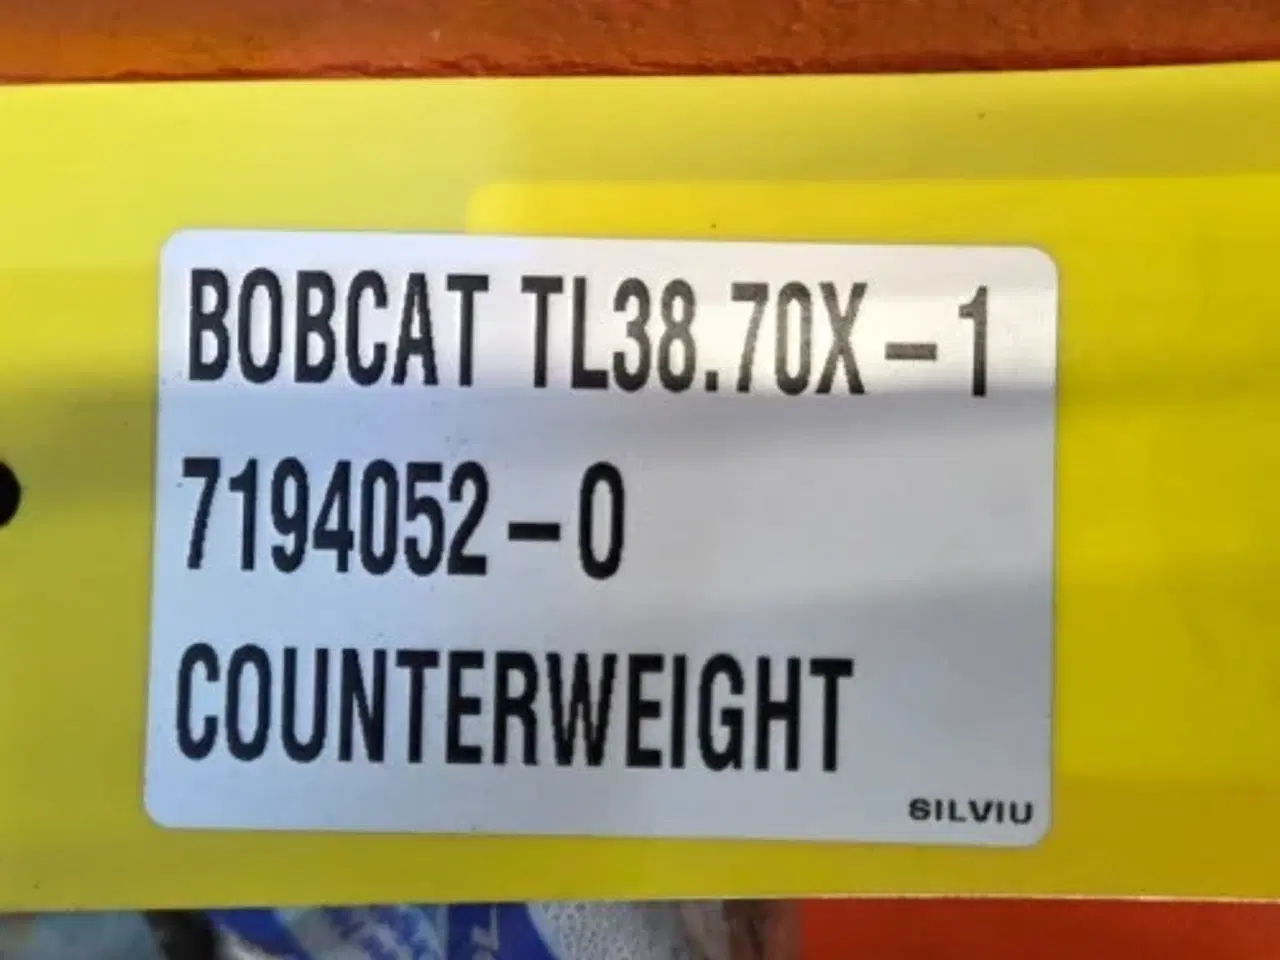 BOBCAT TL38.70X-1
7194052-0
COUNTERWEIGHT
SILVIU